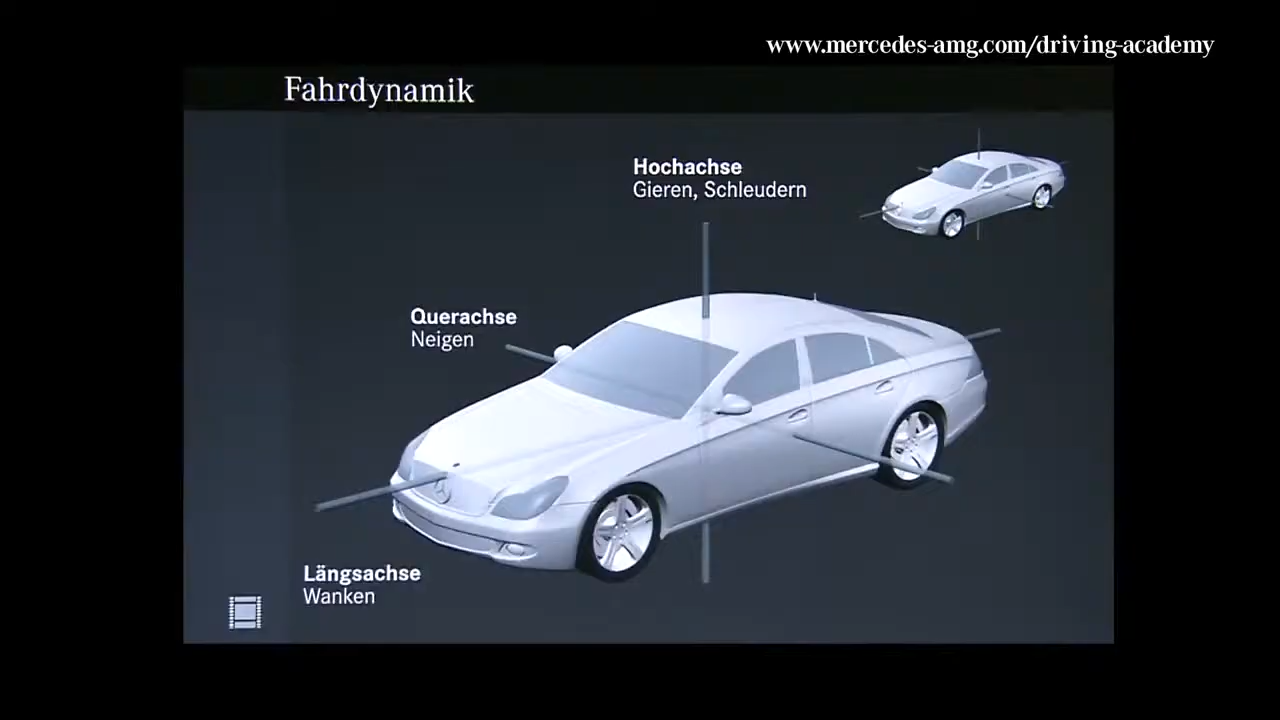 www.mercedes-amg.com/driving-academy
Fahrdynamik
Hochachse
Gieren, Schleudern
Querachse
Neigen
Längsachse
Wanken